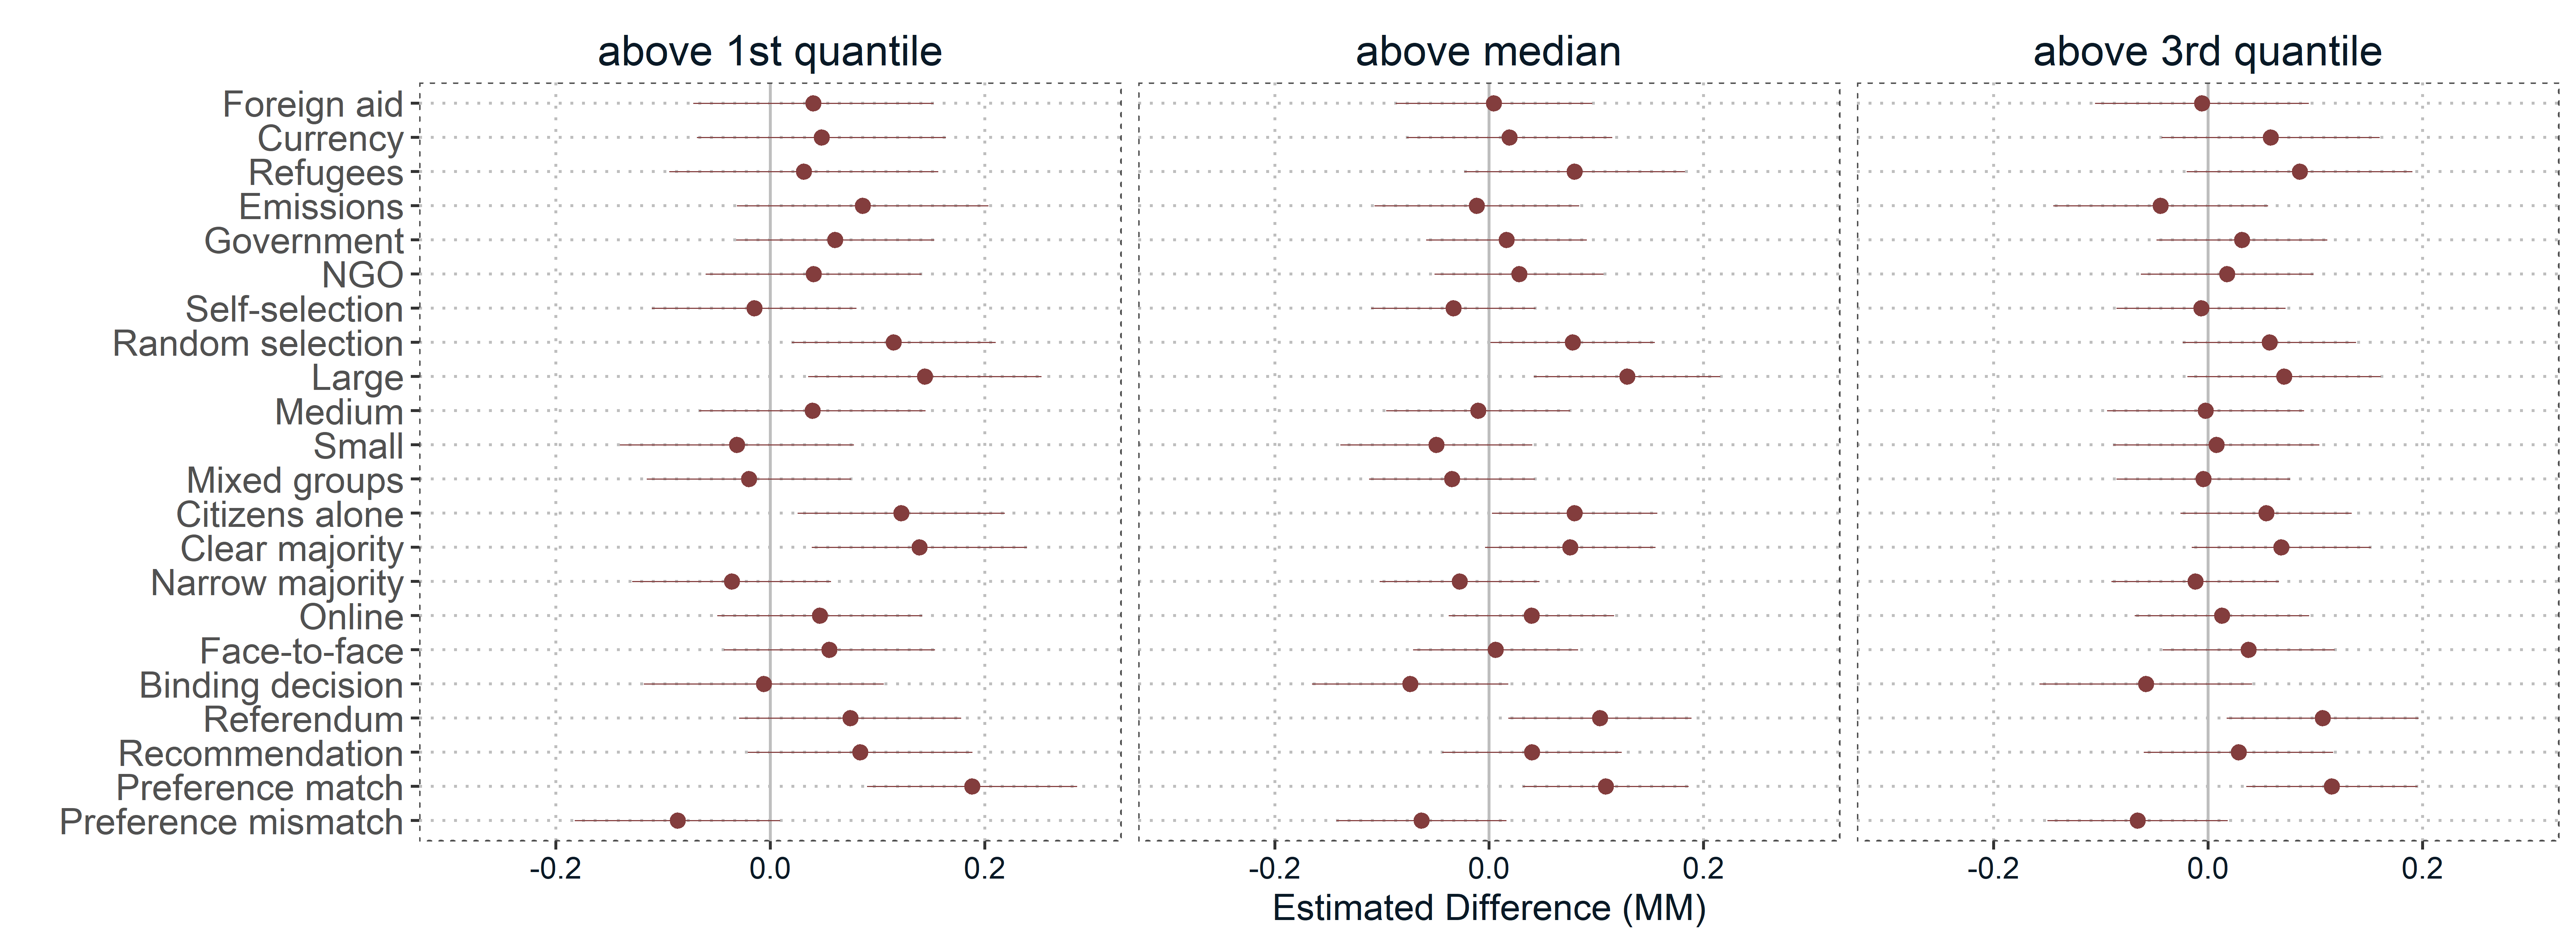 above 1st quantile
above median
above 3rd quantile
Foreign aid
Currency
Refugees
Emissions
Government
NGO
Self-selection
Random selection
Large
Medium
Small
Mixed groups
Citizens alone
Clear majority
Narrow majority
Online
Face-to-face
Binding decision
Referendum
Recommendation
Preference match
Preference mismatch
-0.2 0.0 0.2
-0.2 0.0 0.2
-0.2 0.0 0.2
Estimated Difference (MM)